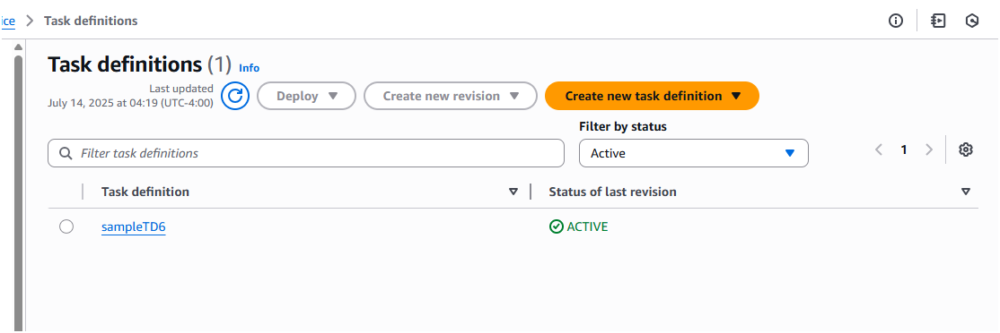 ice > Task definitions
Task definitions (1) Info
Last updated
July 14, 2025 at 04:19 (UTC-4:00)
Deploy
Create new revision
Create new task definition
Filter by status
Filter task definitions
Active
1
Task definition
Status of last revision
sampleTD6
ACTIVE